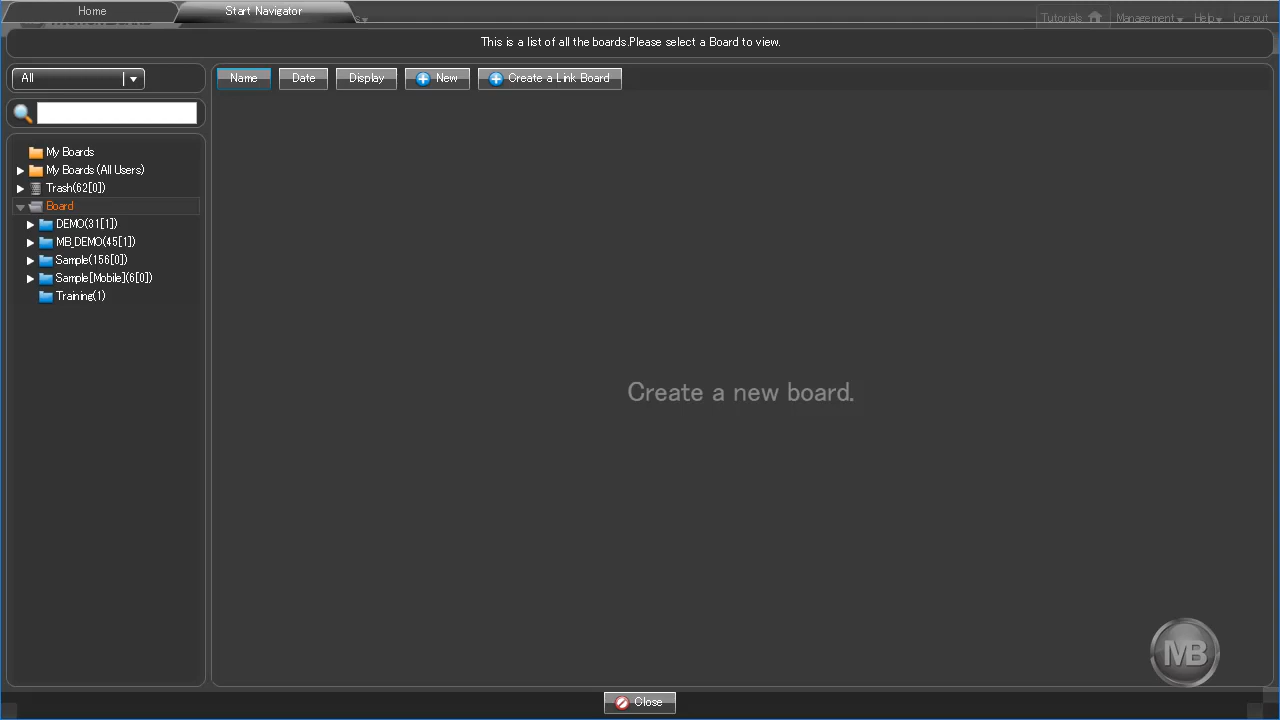 Home
Start Navigator
Tutorials
Management
Help
Log out
This is a list of all the boards.Please select a Board to view.
All
Name
Date
Display
New
Create a Link Board
My Boards
My Boards (All Users)
Trash(62[0])
Board
DEMO(31[1])
MB_DEMO(45[1])
Sample(156[0])
Sample[Mobile](6[0])
Training(1)
Create a new board.
MB
Close